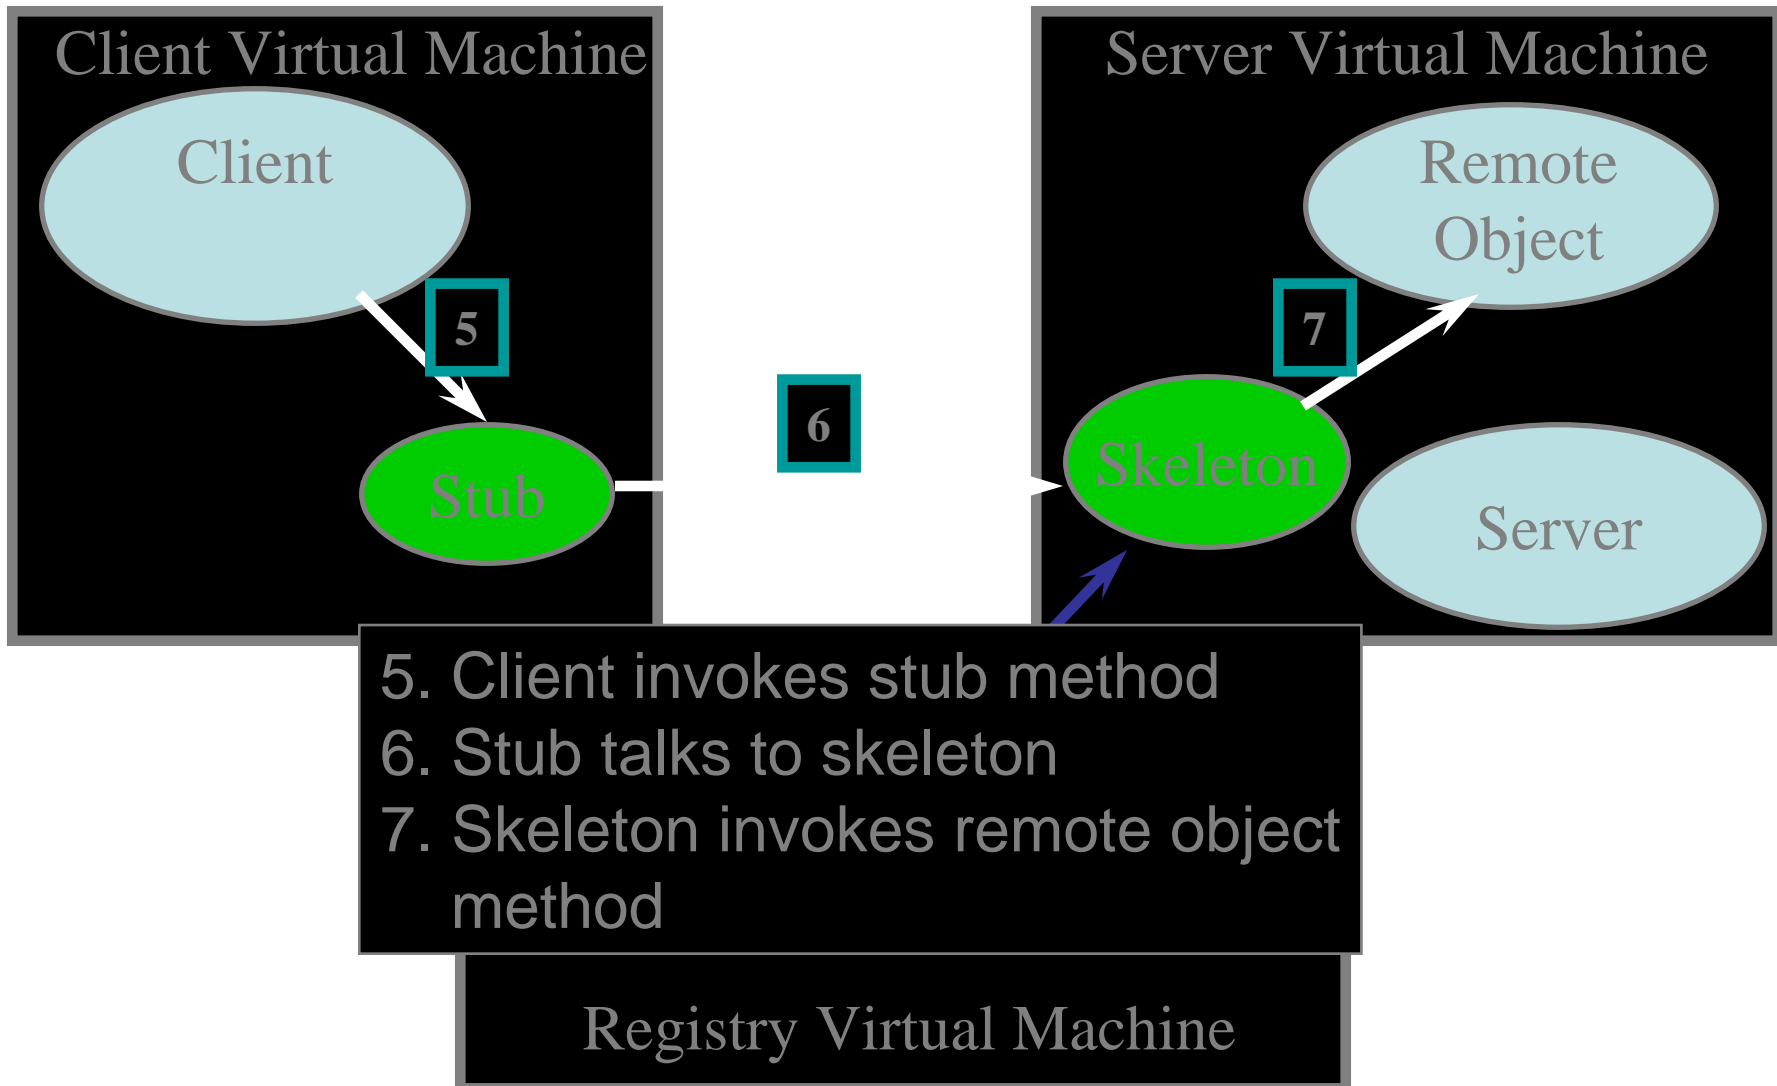 Client Virtual Machine
Server Virtual Machine
Client
Remote
Object
5
7
6
Stub
Skeleton
Server
5. Client invokes stub method
6. Stub talks to skeleton
7. Skeleton invokes remote object
method
Registry Virtual Machine